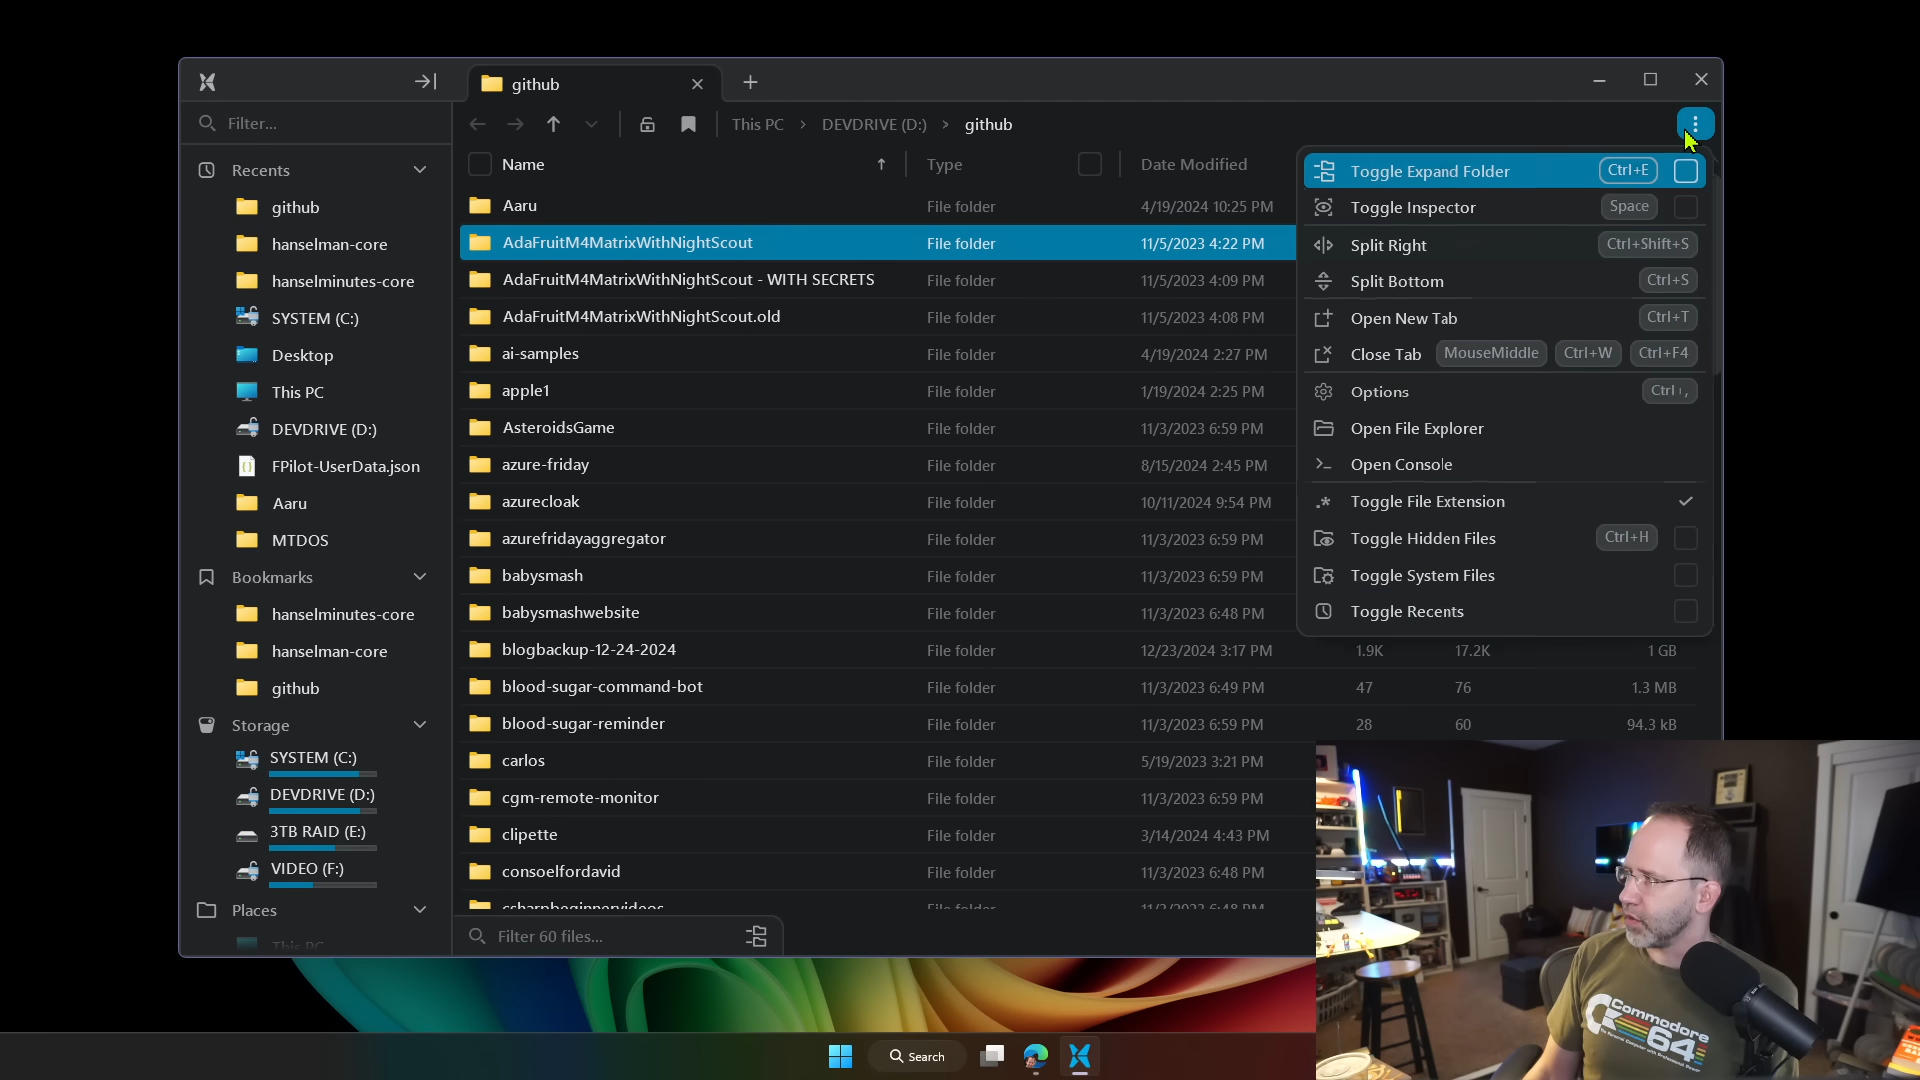 github
Filter...
This PC > DEVDRIVE (D:) > github
Name Type Date Modified
Recents
github
hanselman-core
hanselminutes-core
SYSTEM (C:)
Desktop
This PC
DEVDRIVE (D:)
FPilot-UserData.json
Aaru
MTDOS
Bookmarks
hanselminutes-core
hanselman-core
github
Storage
SYSTEM (C:)
DEVDRIVE (D:)
3TB RAID (E:)
VIDEO (F:)
Places
This PC
Aaru File folder 4/19/2024 10:25 PM
AdaFruitM4MatrixWithNightScout File folder 11/5/2023 4:22 PM
AdaFruitM4MatrixWithNightScout - WITH SECRETS File folder 11/5/2023 4:09 PM
AdaFruitM4MatrixWithNightScout.old File folder 11/5/2023 4:08 PM
ai-samples File folder 4/19/2024 2:27 PM
apple1 File folder 1/19/2024 2:25 PM
AsteroidsGame File folder 11/3/2023 6:59 PM
azure-friday File folder 8/15/2024 2:45 PM
azurecloak File folder 10/11/2024 9:54 PM
azurefridayaggregator File folder 11/3/2023 6:59 PM
babysmash File folder 11/3/2023 6:59 PM
babysmashwebsite File folder 11/3/2023 6:48 PM
blogbackup-12-24-2024 File folder 12/23/2024 3:17 PM 1.9K 17.2K 1 GB
blood-sugar-command-bot File folder 11/3/2023 6:49 PM 47 76 1.3 MB
blood-sugar-reminder File folder 11/3/2023 6:59 PM 28 60 94.3 kB
carlos File folder 5/19/2023 3:21 PM
cgm-remote-monitor File folder 11/3/2023 6:59 PM
clipette File folder 3/14/2024 4:43 PM
consoelfordavid File folder 11/3/2023 6:48 PM
csharpbeginnervideos File folder 11/3/2023 6:48 PM
Filter 60 files...
Toggle Expand Folder Ctrl+E
Toggle Inspector Space
Split Right Ctrl+Shift+S
Split Bottom Ctrl+S
Open New Tab Ctrl+T
Close Tab MouseMiddle Ctrl+W Ctrl+F4
Options Ctrl+,
Open File Explorer
Open Console
Toggle File Extension
Toggle Hidden Files Ctrl+H
Toggle System Files
Toggle Recents
Search
Commodore
64